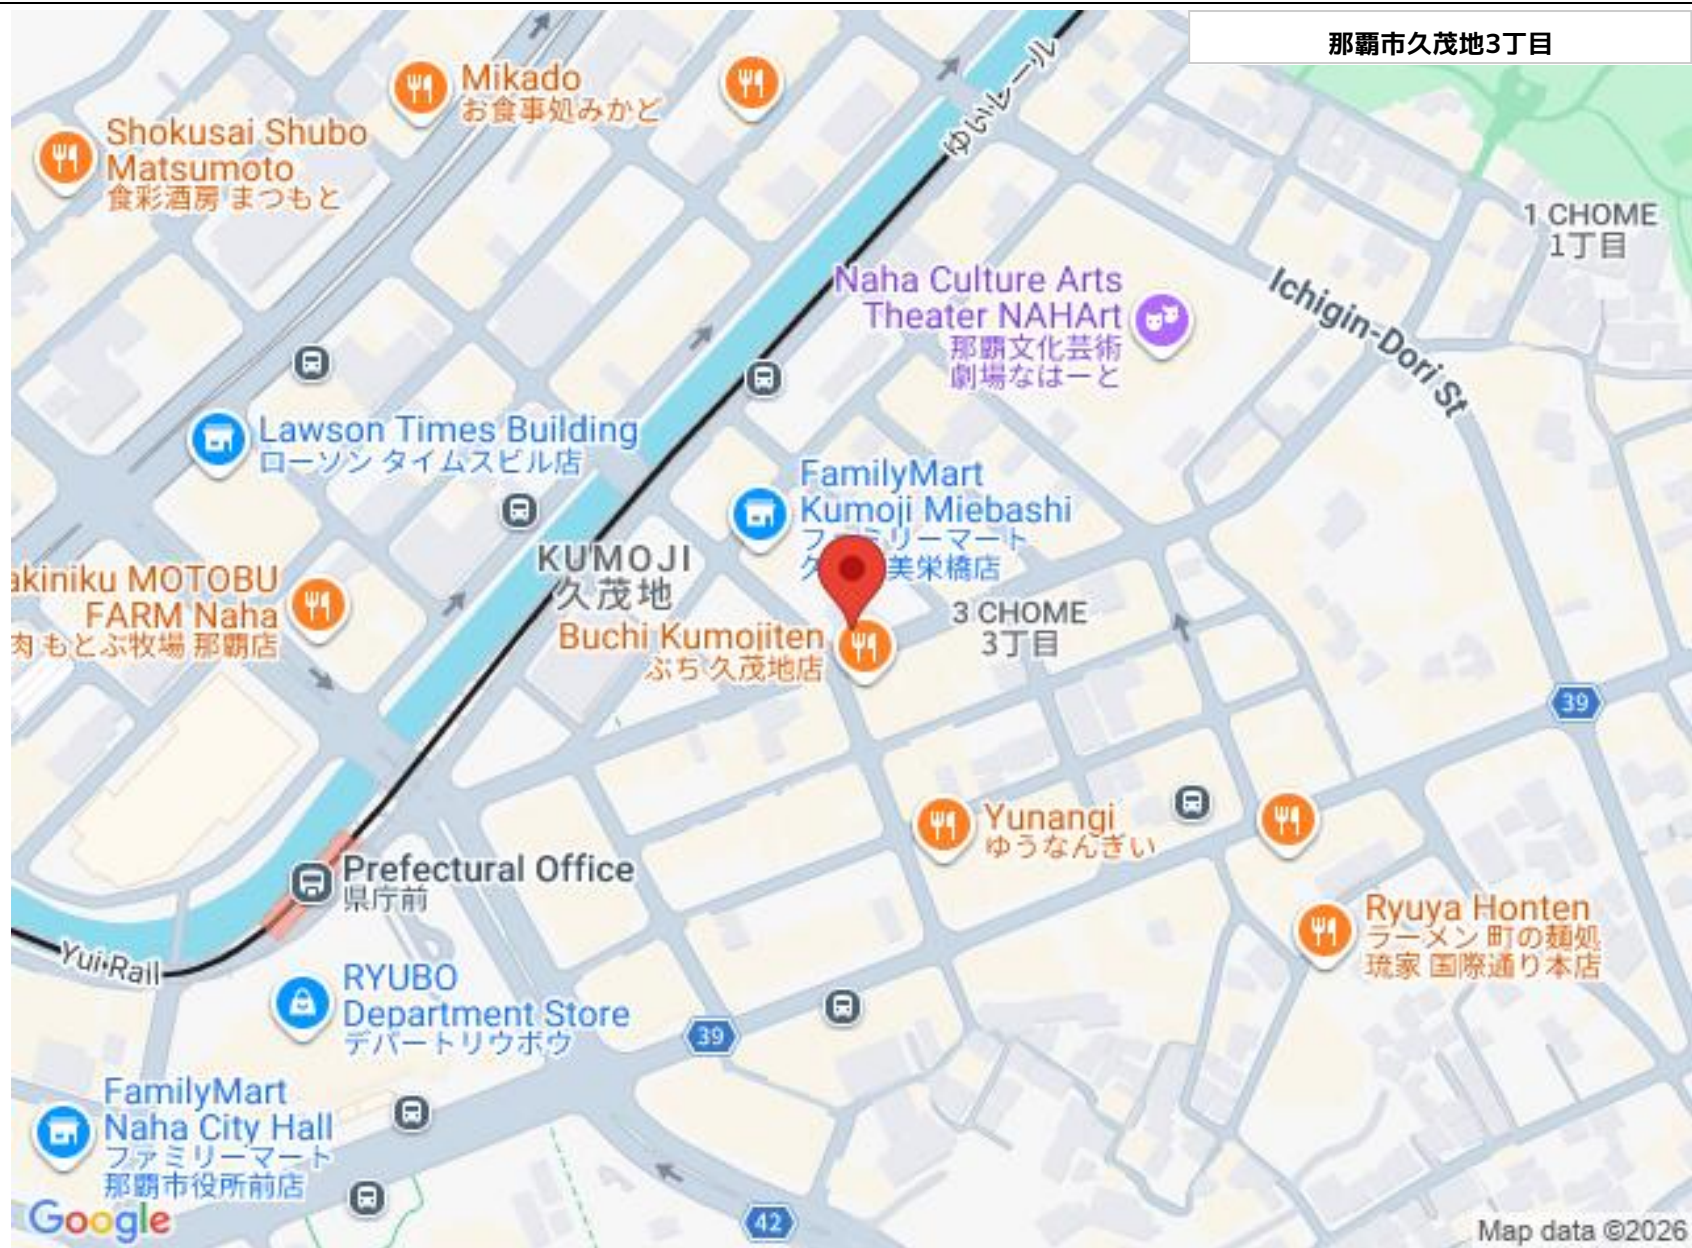 那覇市久茂地3丁目
Mikado
お食事処みかど
Shokusai Shubo
Matsumoto
食彩酒房 まつもと
ゆいレール
1 CHOME
1丁目
Ichigin-Dori St
Naha Culture Arts
Theater NAHArt
那覇文化芸術
劇場なはーと
Lawson Times Building
ローソン タイムスビル店
FamilyMart
Kumoji Miebashi
ファミリーマート
美栄橋店
KUMOJI
久茂地
akiniku MOTOBU
FARM Naha
肉 もとぶ牧場 那覇店
Buchi Kumojiten
ぶち 久茂地店
3 CHOME
3丁目
39
Yunangi
ゆうなんぎい
Prefectural Office
県庁前
Ryuya Honten
ラーメン 町の麺処
琉家 国際通り本店
Yui Rail
RYUBO
Department Store
デパートリウボウ
39
FamilyMart
Naha City Hall
ファミリーマート
那覇市役所前店
42
Google
Map data ©2026